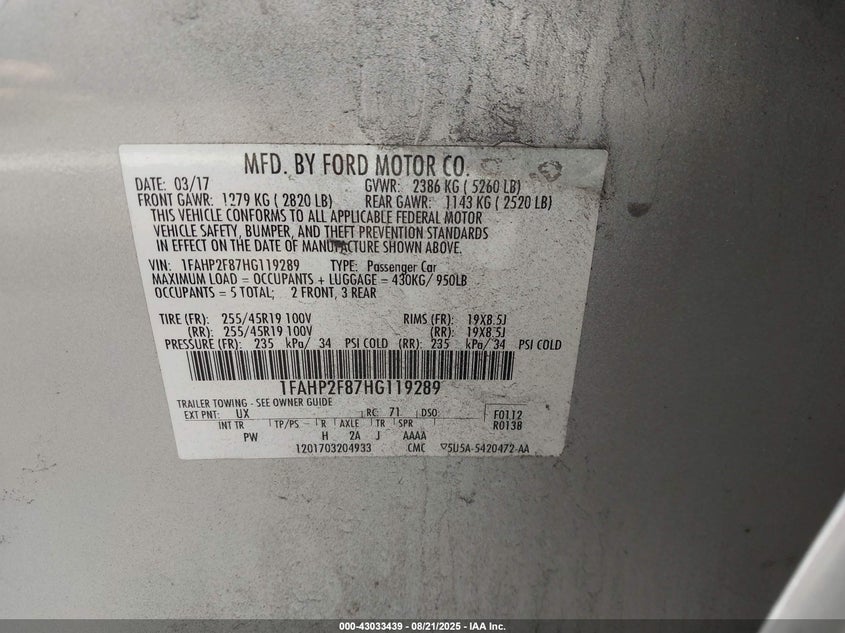 MFD. BY FORD MOTOR CO.
DATE: 03/17 GVWR: 2386 KG ( 5260 LB)
FRONT GAWR: 1279 KG ( 2820 LB) REAR GAWR: 1143 KG ( 2520 LB)
THIS VEHICLE CONFORMS TO ALL APPLICABLE FEDERAL MOTOR
VEHICLE SAFETY, BUMPER, AND THEFT PREVENTION STANDARDS
IN EFFECT ON THE DATE OF MANUFACTURE SHOWN ABOVE.
VIN: 1FAHP2F87HG119289 TYPE: Passenger Car
MAXIMUM LOAD = OCCUPANTS + LUGGAGE = 430KG/ 950LB
OCCUPANTS = 5 TOTAL; 2 FRONT, 3 REAR
TIRE (FR): 255/45R19 100V RIMS (FR): 19X8.5J
(RR): 255/45R19 100V (RR): 19X8.5J
PRESSURE (FR): 235 kPa/ 34 PSI COLD (RR): 235 kPa/34 PSI COLD
1FAHP2F87HG119289
TRAILER TOWING - SEE OWNER GUIDE
EXT PNT: UX RC: 71 DSO F0112
INT TR TP/PS R AXLE TR SPR R0138
PW H 2A J AAAA
1201703204933 CMC 5U5A-5420472-AA
000-43033439 - 08/21/2025 - IAA Inc.